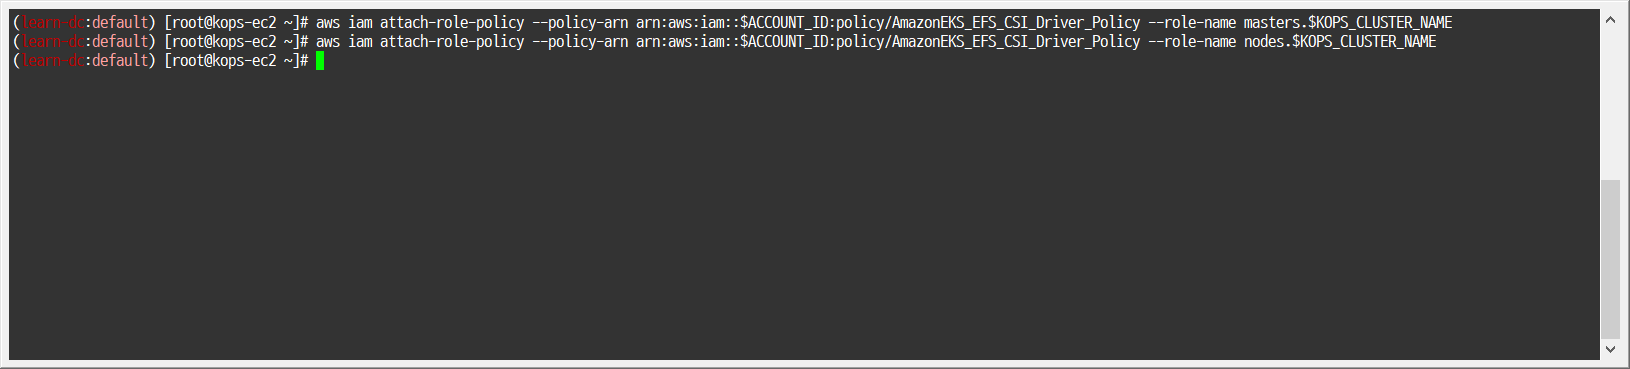 (learn-dc:default) [root@kops-ec2 ~]# aws iam attach-role-policy --policy-arn arn:aws:iam::$ACCOUNT_ID:policy/AmazonEKS_EFS_CSI_Driver_Policy --role-name masters.$KOPS_CLUSTER_NAME
(learn-dc:default) [root@kops-ec2 ~]# aws iam attach-role-policy --policy-arn arn:aws:iam::$ACCOUNT_ID:policy/AmazonEKS_EFS_CSI_Driver_Policy --role-name nodes.$KOPS_CLUSTER_NAME
(learn-dc:default) [root@kops-ec2 ~]#